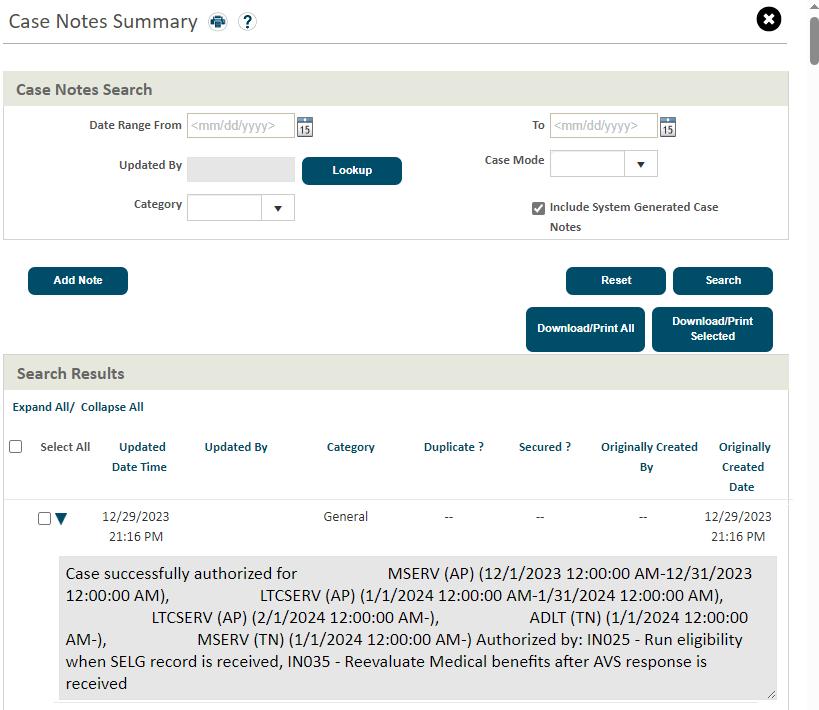 Case Notes Summary ?
Case Notes Search
Date Range From <mm/dd/yyyy> 15 To <mm/dd/yyyy> 15
Updated By Lookup Case Mode
Category Include System Generated Case
Notes
Add Note Reset Search
Download/Print All Download/Print
Selected
Search Results
Expand All/ Collapse All
Select All Updated Updated By Category Duplicate ? Secured ? Originally Created Originally
Date Time By Created
Date
12/29/2023 General -- -- -- 12/29/2023
21:16 PM 21:16 PM
Case successfully authorized for MSERV (AP) (12/1/2023 12:00:00 AM-12/31/2023
12:00:00 AM), LTCSERV (AP) (1/1/2024 12:00:00 AM-1/31/2024 12:00:00 AM),
LTCSERV (AP) (2/1/2024 12:00:00 AM-), ADLT (TN) (1/1/2024 12:00:00
AM-), MSERV (TN) (1/1/2024 12:00:00 AM-) Authorized by: IN025 - Run eligibility
when SELG record is received, IN035 - Reevaluate Medical benefits after AVS response is
received